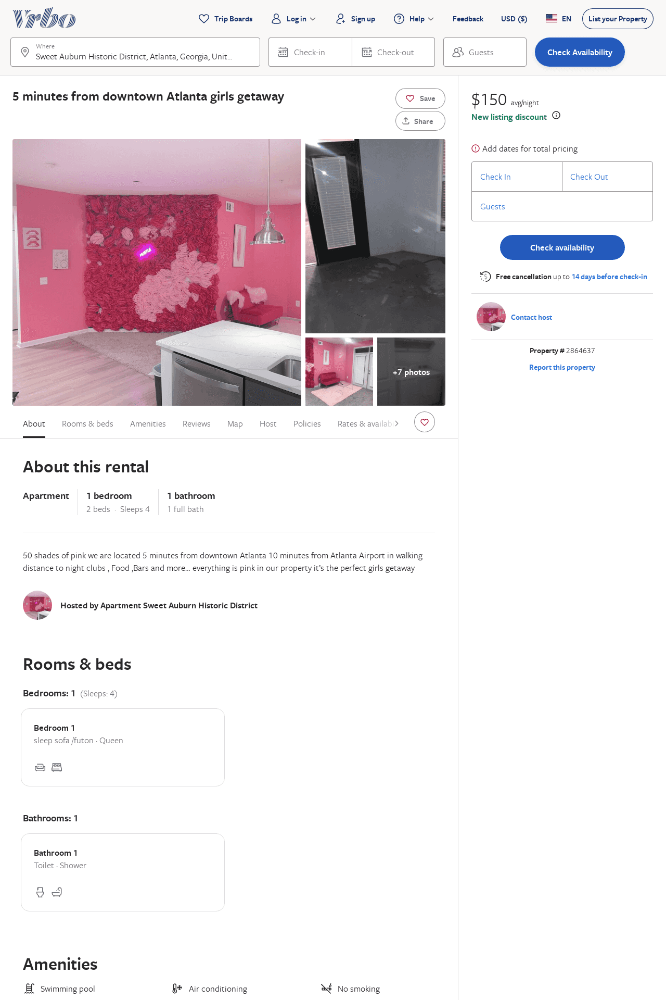 Vrbo
Trip Boards
Log in
Sign up
Help
Feedback
USD ($)
EN
List your Property
Where
Sweet Auburn Historic District, Atlanta, Georgia, Unit...
Check-in
Check-out
Guests
Check Availability
5 minutes from downtown Atlanta girls getaway
Save
Share
HUSTLE
+7 photos
$150 avg/night
New listing discount
Add dates for total pricing
Check In
Check Out
Guests
Check availability
Free cancellation up to 14 days before check-in
Contact host
Property # 2864637
Report this property
About
Rooms & beds
Amenities
Reviews
Map
Host
Policies
Rates & availab
About this rental
Apartment
1 bedroom
2 beds · Sleeps 4
1 bathroom
1 full bath
50 shades of pink we are located 5 minutes from downtown Atlanta 10 minutes from Atlanta Airport in walking
distance to night clubs , Food ,Bars and more... everything is pink in our property it’s the perfect girls getaway
Hosted by Apartment Sweet Auburn Historic District
Rooms & beds
Bedrooms: 1 (Sleeps: 4)
Bedroom 1
sleep sofa /futon · Queen
Bathrooms: 1
Bathroom 1
Toilet · Shower
Amenities
Swimming pool
Air conditioning
No smoking